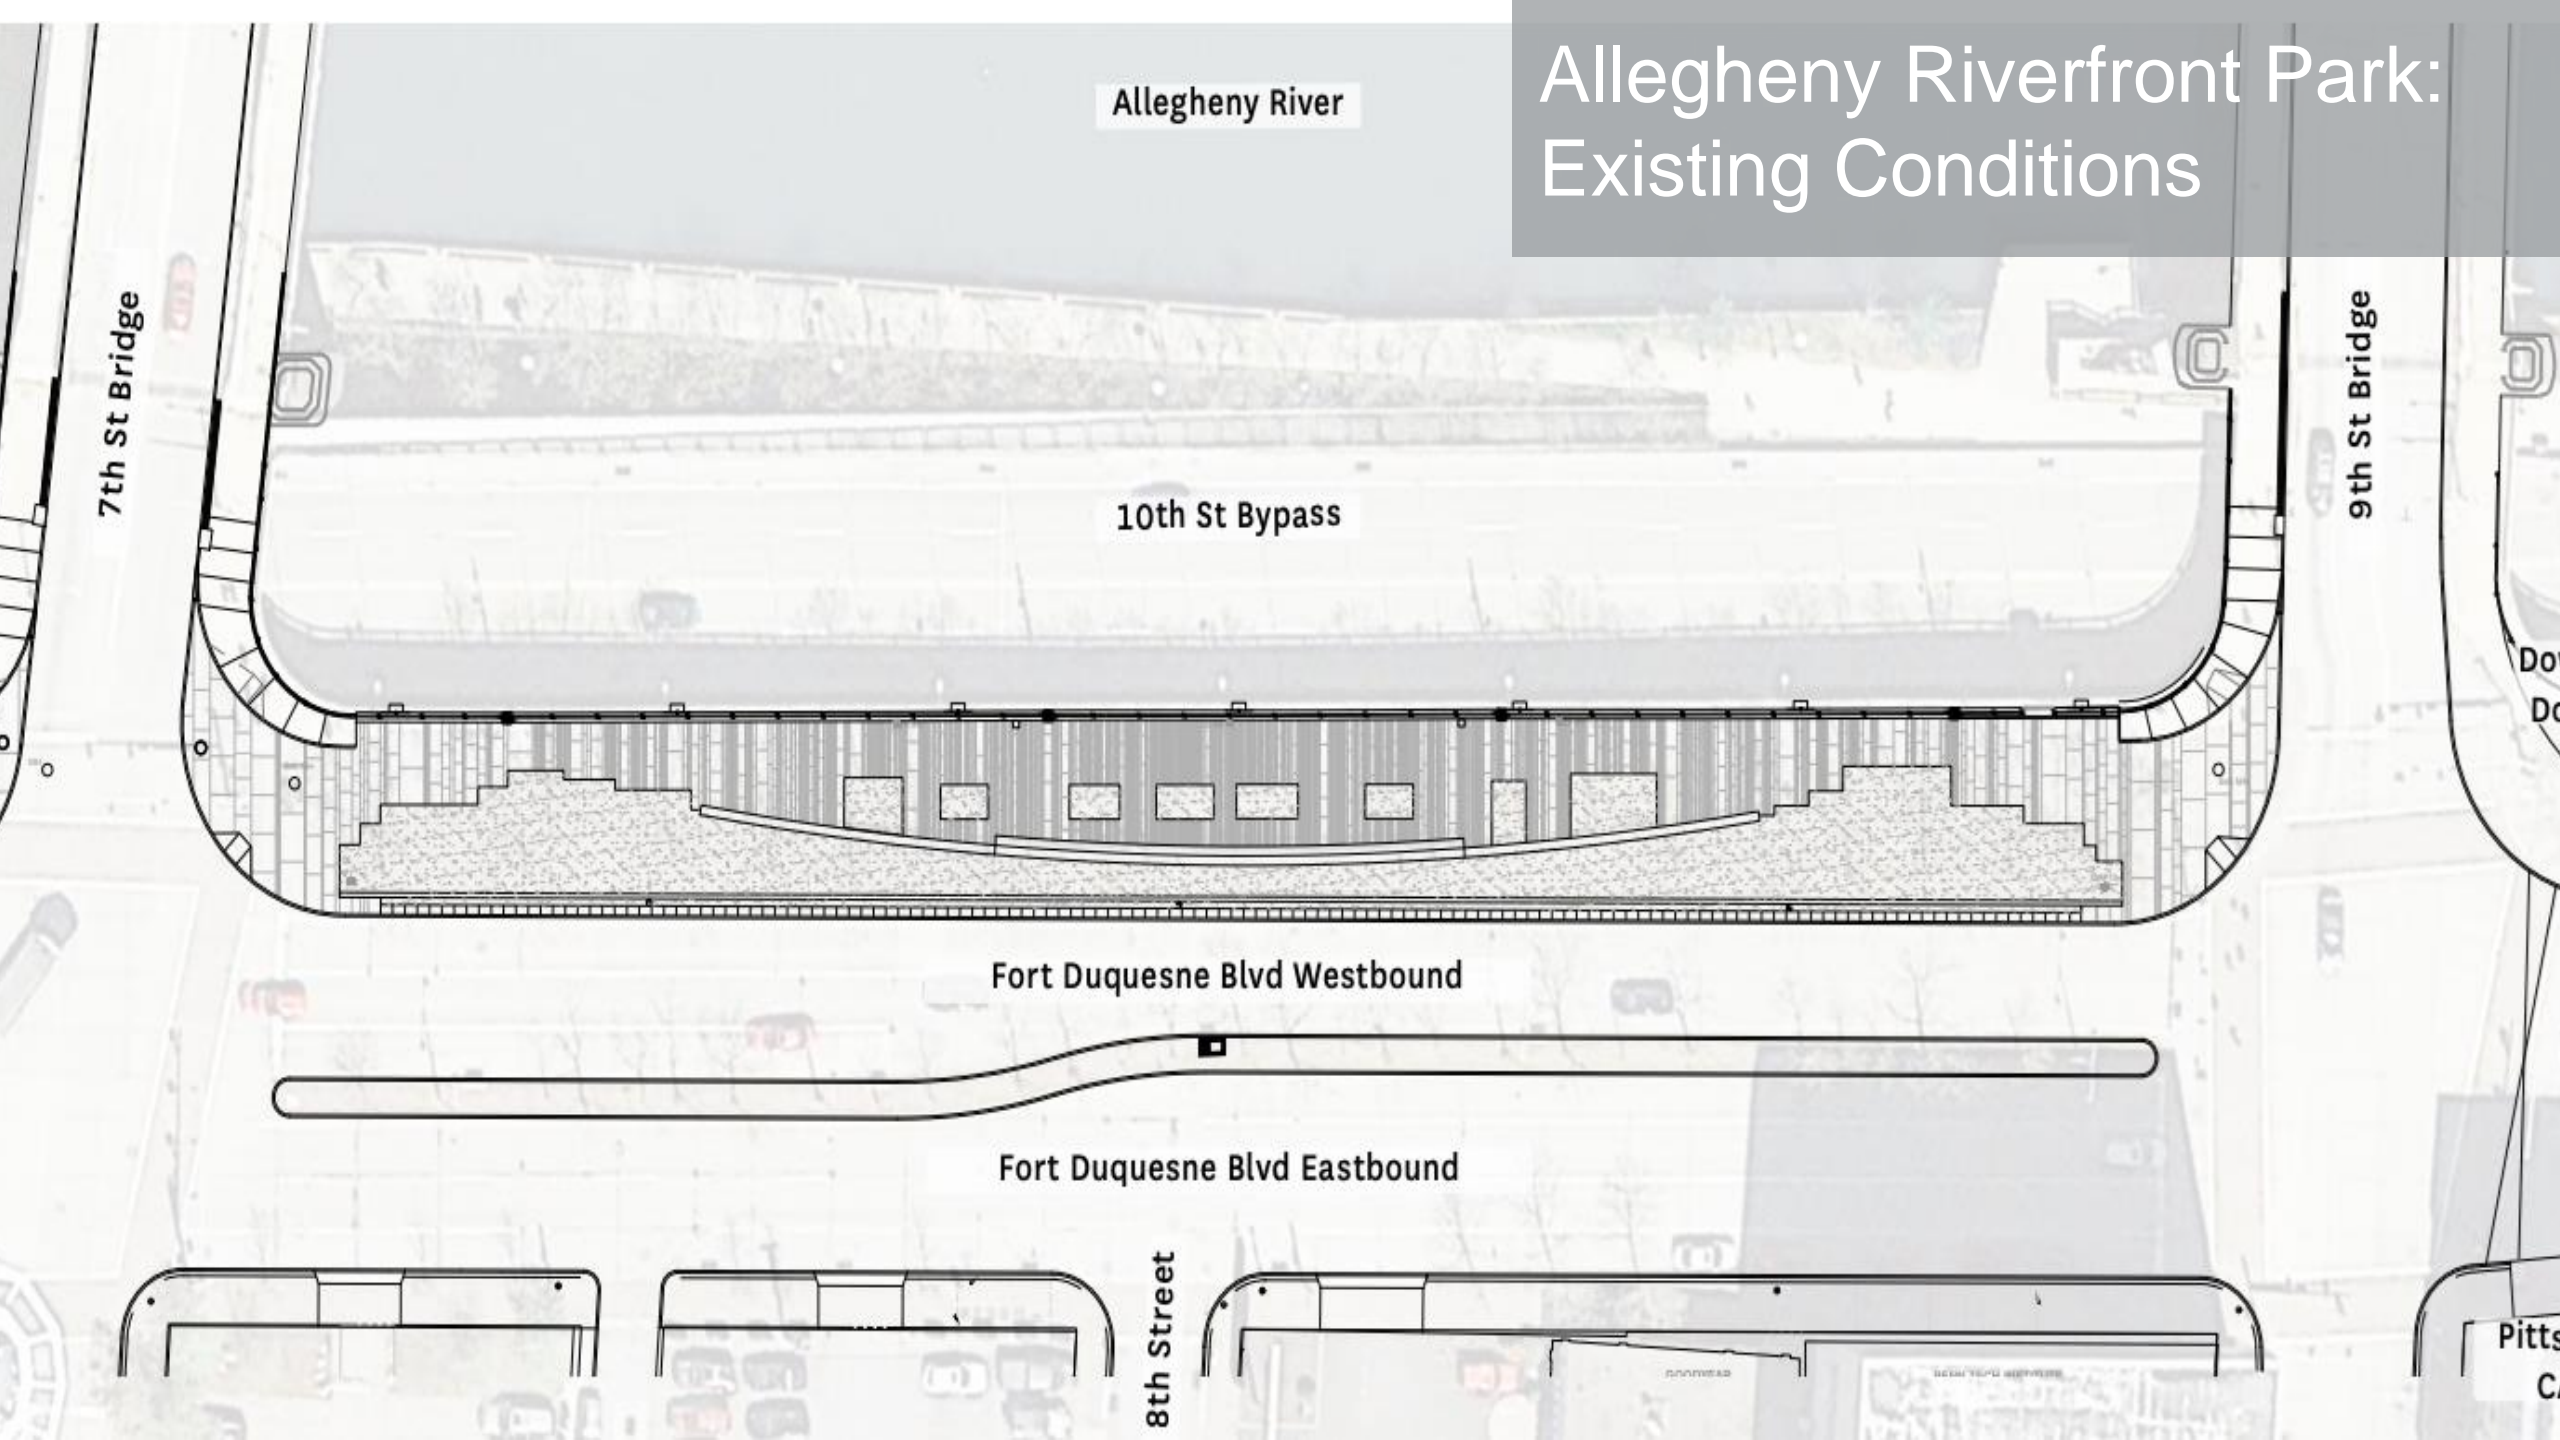 Allegheny Riverfront Park:
Existing Conditions
Allegheny River
7th St Bridge
9th St Bridge
10th St Bypass
Fort Duquesne Blvd Westbound
Fort Duquesne Blvd Eastbound
8th Street
Pitts